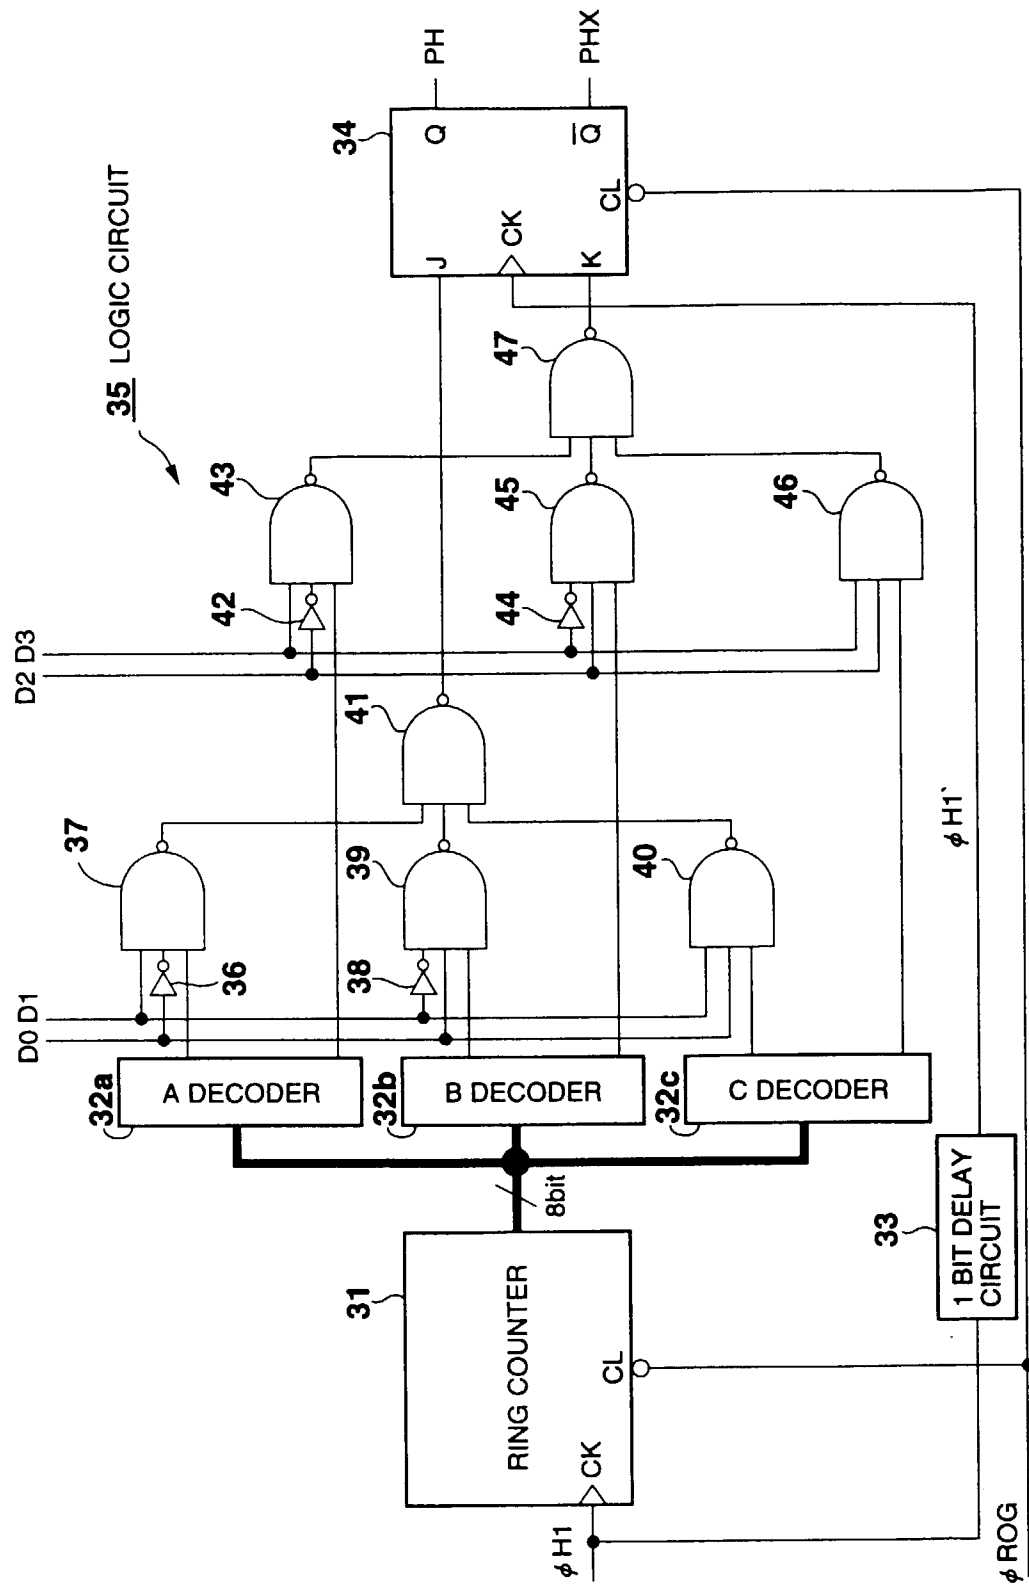 35 LOGIC CIRCUIT
D0 D1
D2 D3
37
36
39
38
40
41
43
42
45
44
46
47
34
J
CK
K
Q
Q̅
CL
PH
PHX
32a
A DECODER
32b
B DECODER
32c
C DECODER
8bit
31
RING COUNTER
CK
CL
33
1 BIT DELAY
CIRCUIT
φH1
φH1`
φROG